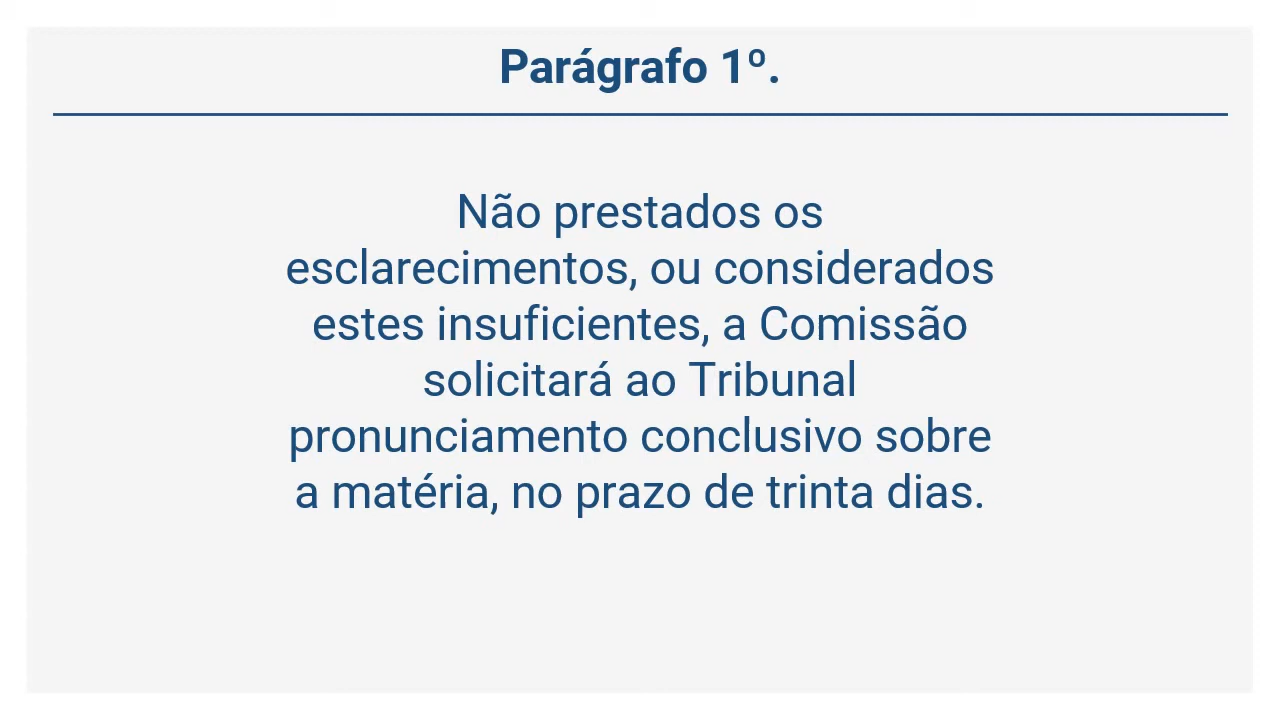 Parágrafo 1º.
Não prestados os
esclarecimentos, ou considerados
estes insuficientes, a Comissão
solicitará ao Tribunal
pronunciamento conclusivo sobre
a matéria, no prazo de trinta dias.